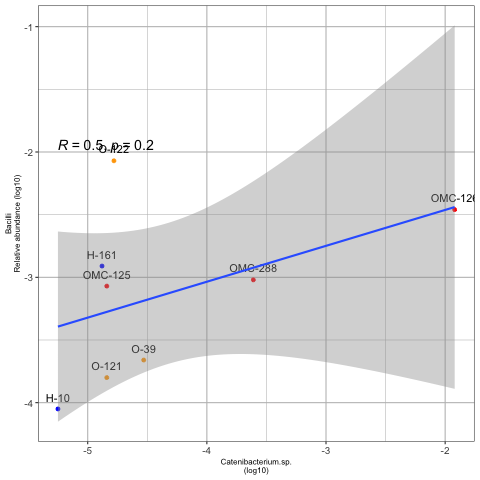 -1
-2
-3
-4
R = 0.5, p = 0.2
O-122
OMC-126
H-161
OMC-125
OMC-288
O-39
O-121
H-10
Bacilli
Relative abundance (log10)
-5
-4
-3
-2
Catenibacterium.sp.
(log10)